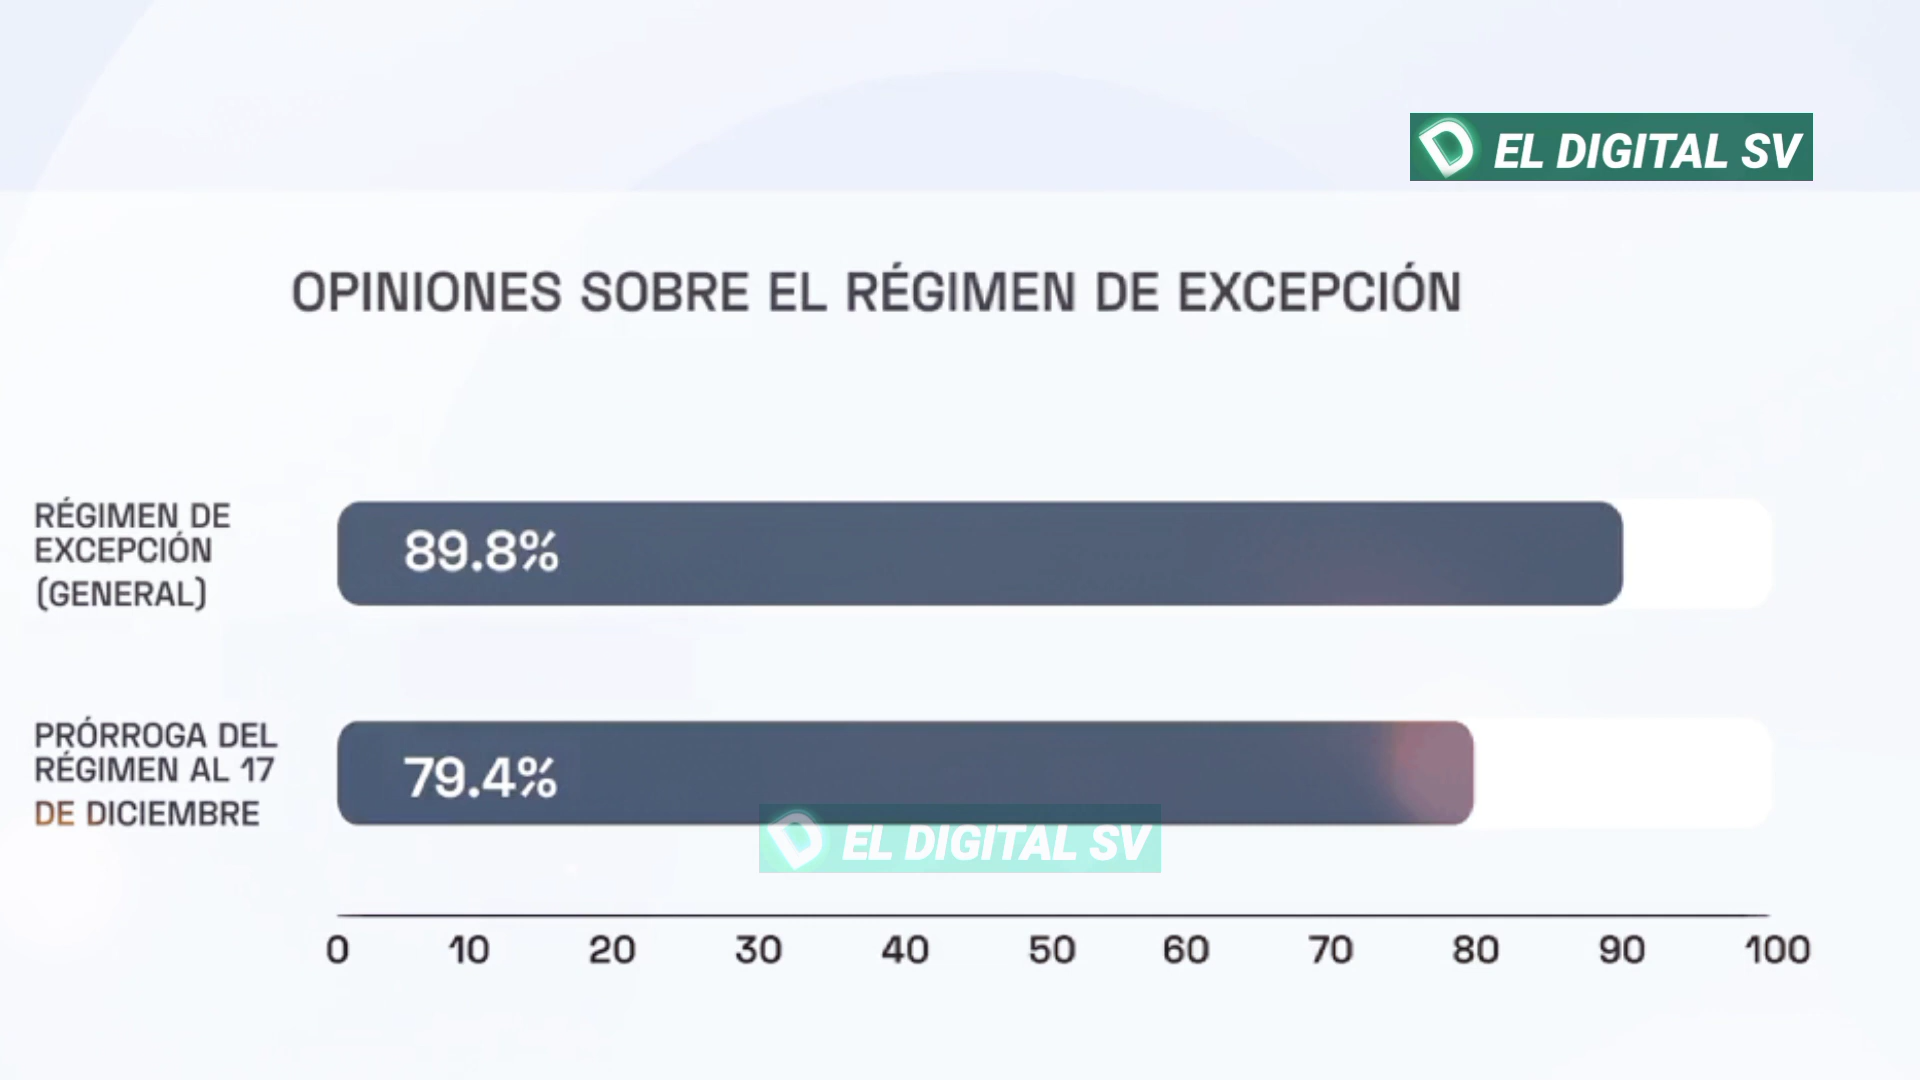 D EL DIGITAL SV
OPINIONES SOBRE EL RÉGIMEN DE EXCEPCIÓN
RÉGIMEN DE
EXCEPCIÓN
(GENERAL)
89.8%
PRÓRROGA DEL
RÉGIMEN AL 17
DE DICIEMBRE
79.4%
D EL DIGITAL SV
0 10 20 30 40 50 60 70 80 90 100